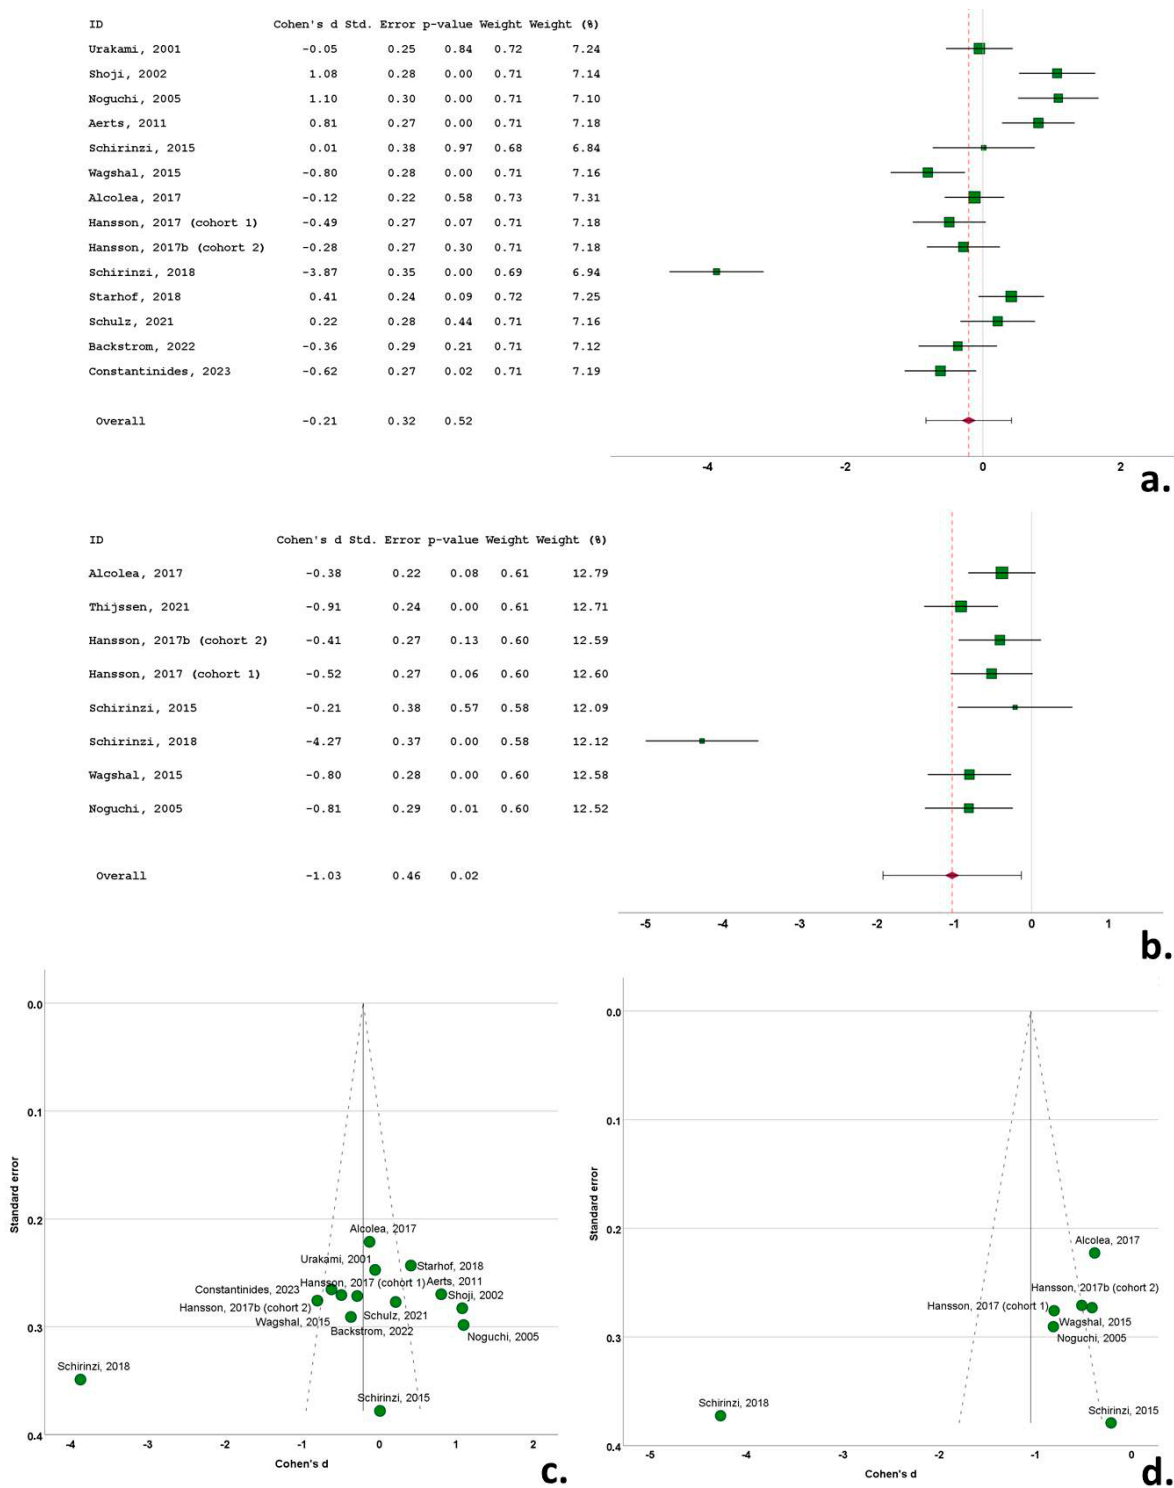 ID Cohen's d Std. Error p-value Weight Weight (%)
Urakami, 2001 -0.05 0.25 0.84 0.72 7.24
Shoji, 2002 1.08 0.28 0.00 0.71 7.14
Noguchi, 2005 1.10 0.30 0.00 0.71 7.10
Aerts, 2011 0.81 0.27 0.00 0.71 7.18
Schirinzi, 2015 0.01 0.38 0.97 0.68 6.84
Wagshal, 2015 -0.80 0.28 0.00 0.71 7.16
Alcolea, 2017 -0.12 0.22 0.58 0.73 7.31
Hansson, 2017 (cohort 1) -0.49 0.27 0.07 0.71 7.18
Hansson, 2017b (cohort 2) -0.28 0.27 0.30 0.71 7.18
Schirinzi, 2018 -3.87 0.35 0.00 0.69 6.94
Starhof, 2018 0.41 0.24 0.09 0.72 7.25
Schulz, 2021 0.22 0.28 0.44 0.71 7.16
Backstrom, 2022 -0.36 0.29 0.21 0.71 7.12
Constantinides, 2023 -0.62 0.27 0.02 0.71 7.19
Overall -0.21 0.32 0.52
-4 -2 0 2
a.
ID Cohen's d Std. Error p-value Weight Weight (%)
Alcolea, 2017 -0.38 0.22 0.08 0.61 12.79
Thijssen, 2021 -0.91 0.24 0.00 0.61 12.71
Hansson, 2017b (cohort 2) -0.41 0.27 0.13 0.60 12.59
Hansson, 2017 (cohort 1) -0.52 0.27 0.06 0.60 12.60
Schirinzi, 2015 -0.21 0.38 0.57 0.58 12.09
Schirinzi, 2018 -4.27 0.37 0.00 0.58 12.12
Wagshal, 2015 -0.80 0.28 0.00 0.60 12.58
Noguchi, 2005 -0.81 0.29 0.01 0.60 12.52
Overall -1.03 0.46 0.02
-5 -4 -3 -2 -1 0 1
b.
0.0
0.1
0.2
0.3
0.4
Standard error
Alcolea, 2017
Urakami, 2001
Starhof, 2018
Constantinides, 2023
Hansson, 2017 (cohort 1)
Aerts, 2011
Shoji, 2002
Hansson, 2017b (cohort 2)
Schulz, 2021
Wagshal, 2015
Backstrom, 2022
Noguchi, 2005
Schirinzi, 2018
Schirinzi, 2015
-4 -3 -2 -1 0 1 2
Cohen's d
c.
0.0
0.1
0.2
0.3
0.4
Standard error
Alcolea, 2017
Hansson, 2017b (cohort 2)
Hansson, 2017 (cohort 1)
Wagshal, 2015
Noguchi, 2005
Schirinzi, 2018
Schirinzi, 2015
-5 -4 -3 -2 -1 0
Cohen's d
d.